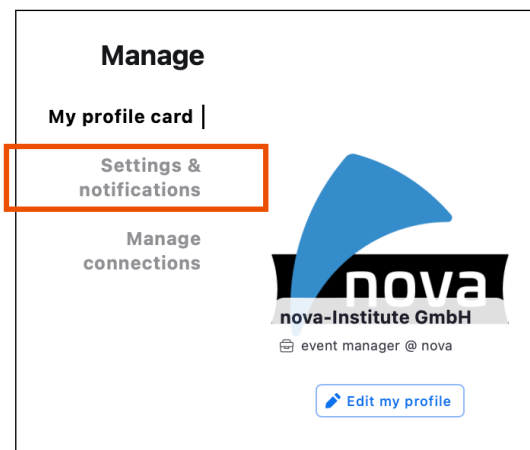 Manage
My profile card
Settings &
notifications
Manage
connections
nova
nova-Institute GmbH
event manager @ nova
Edit my profile